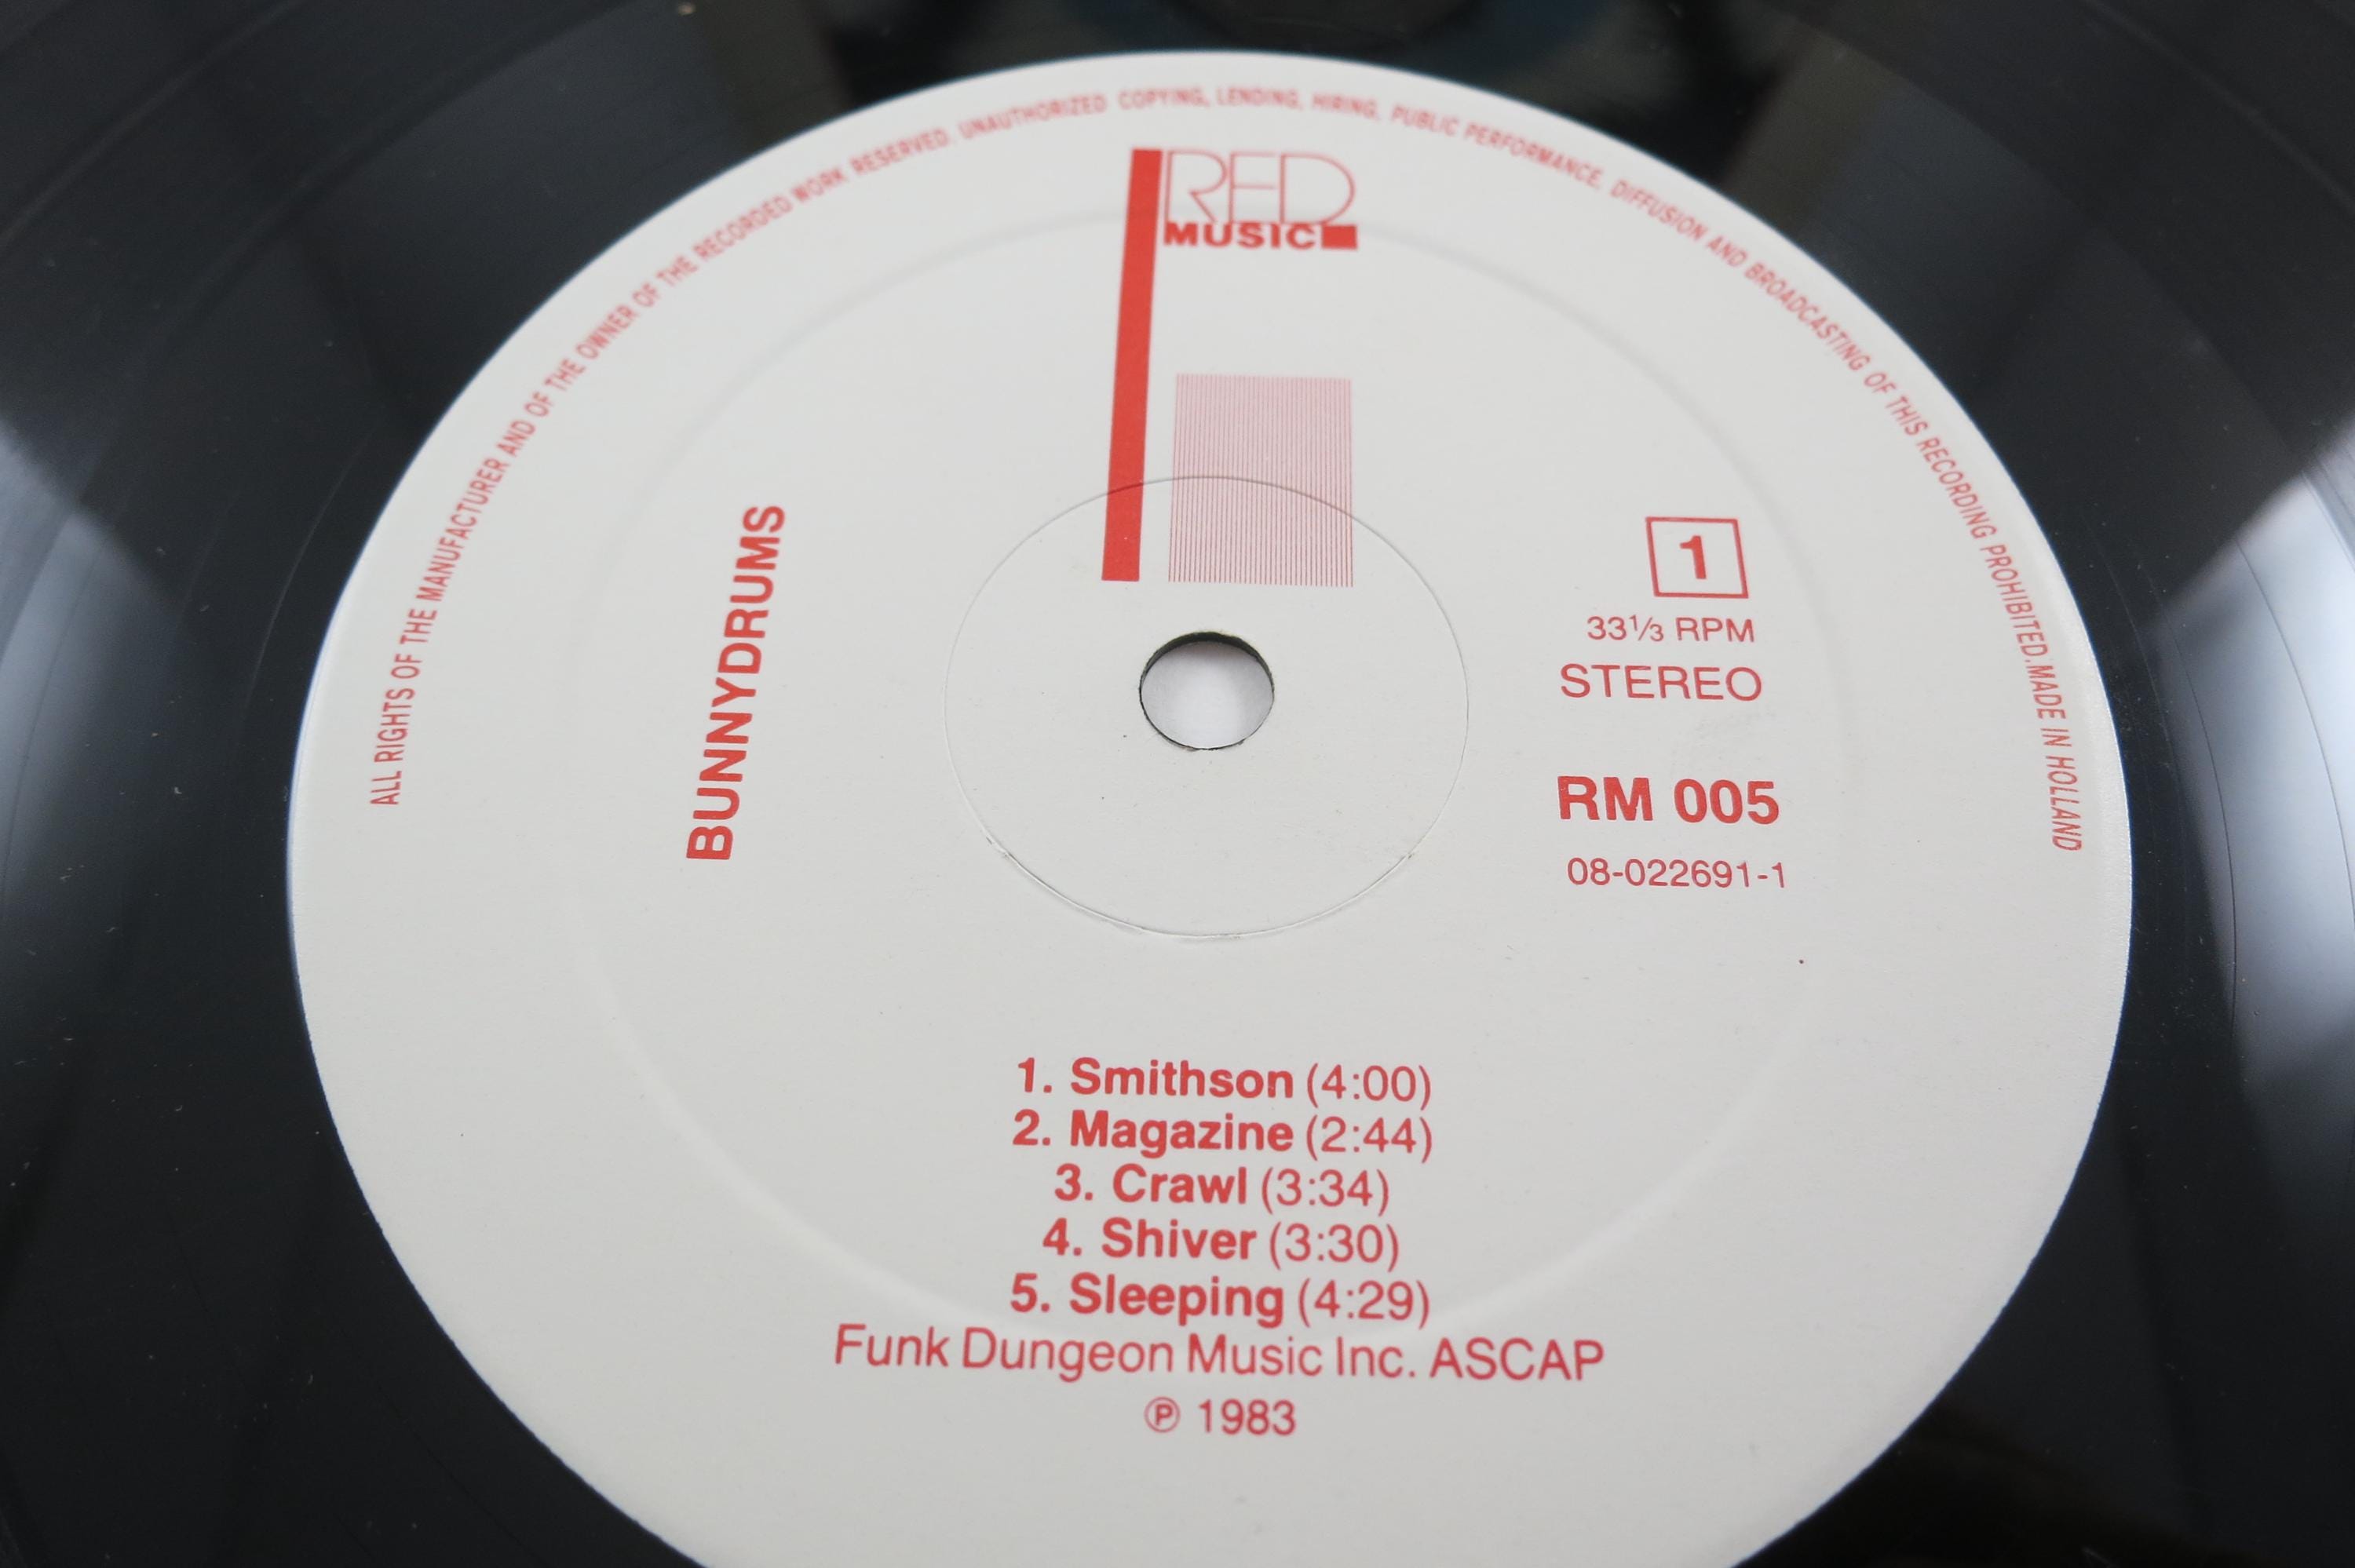 ALL RIGHTS OF THE MANUFACTURER AND OF THE OWNER OF THE RECORDED WORK RESERVED. UNAUTHORIZED COPYING, LENDING, HIRING, PUBLIC PERFORMANCE, DIFFUSION AND BROADCASTING OF THIS RECORDING PROHIBITED. MADE IN HOLLAND
RED
MUSIC
BUNNYDRUMS
1
33⅓ RPM
STEREO
RM 005
08-022691-1
1. Smithson (4:00)
2. Magazine (2:44)
3. Crawl (3:34)
4. Shiver (3:30)
5. Sleeping (4:29)
Funk Dungeon Music Inc. ASCAP
℗ 1983